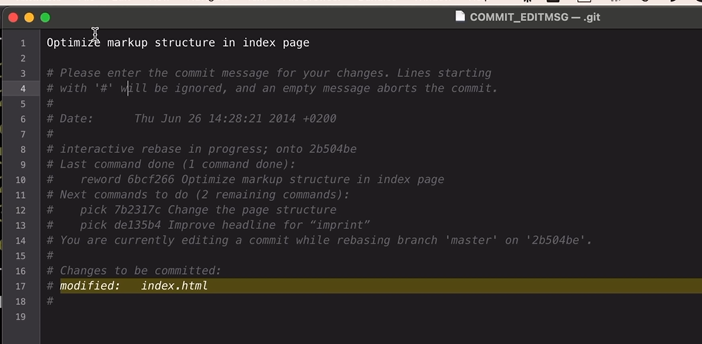 COMMIT_EDITMSG — .git
1 Optimize markup structure in index page
2
3 # Please enter the commit message for your changes. Lines starting
4 # with '#' will be ignored, and an empty message aborts the commit.
5 #
6 # Date:      Thu Jun 26 14:28:21 2014 +0200
7 #
8 # interactive rebase in progress; onto 2b504be
9 # Last command done (1 command done):
10 #    reword 6bcf266 Optimize markup structure in index page
11 # Next commands to do (2 remaining commands):
12 #    pick 7b2317c Change the page structure
13 #    pick de135b4 Improve headline for “imprint”
14 # You are currently editing a commit while rebasing branch 'master' on '2b504be'.
15 #
16 # Changes to be committed:
17 # modified:   index.html
18 #
19